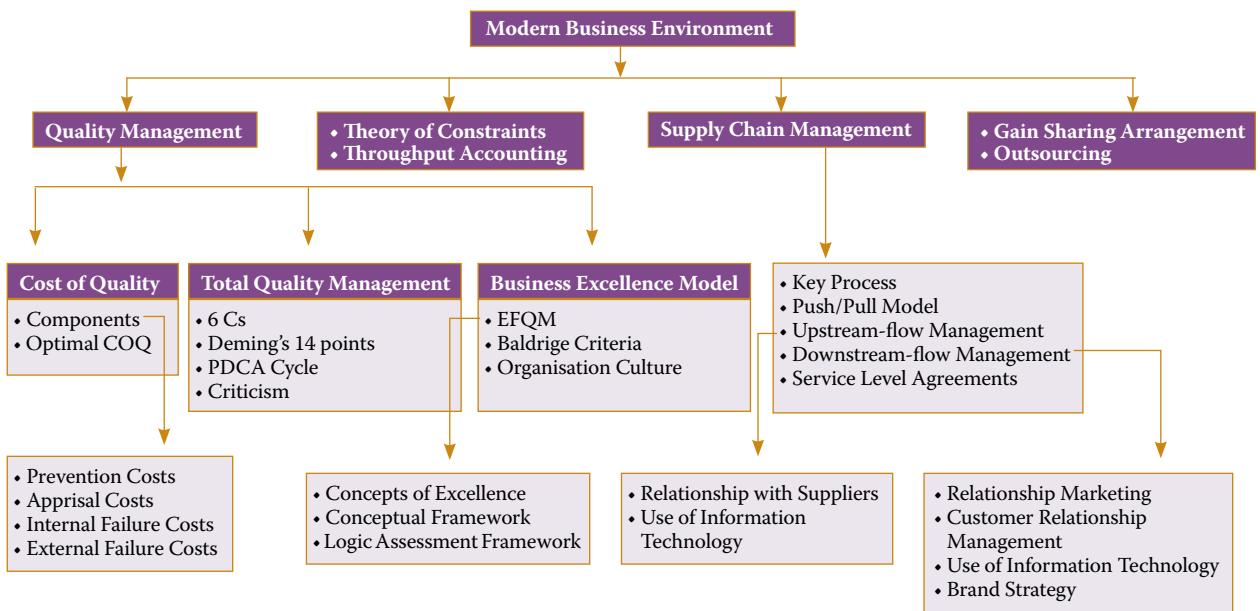 Modern Business Environment
Quality Management
• Theory of Constraints
• Throughput Accounting
Supply Chain Management
• Gain Sharing Arrangement
• Outsourcing
Cost of Quality
• Components
• Optimal COQ
Total Quality Management
• 6 Cs
• Deming's 14 points
• PDCA Cycle
• Criticism
Business Excellence Model
• EFQM
• Baldrige Criteria
• Organisation Culture
• Key Process
• Push/Pull Model
• Upstream-flow Management
• Downstream-flow Management
• Service Level Agreements
• Prevention Costs
• Apprisal Costs
• Internal Failure Costs
• External Failure Costs
• Concepts of Excellence
• Conceptual Framework
• Logic Assessment Framework
• Relationship with Suppliers
• Use of Information
Technology
• Relationship Marketing
• Customer Relationship
Management
• Use of Information Technology
• Brand Strategy